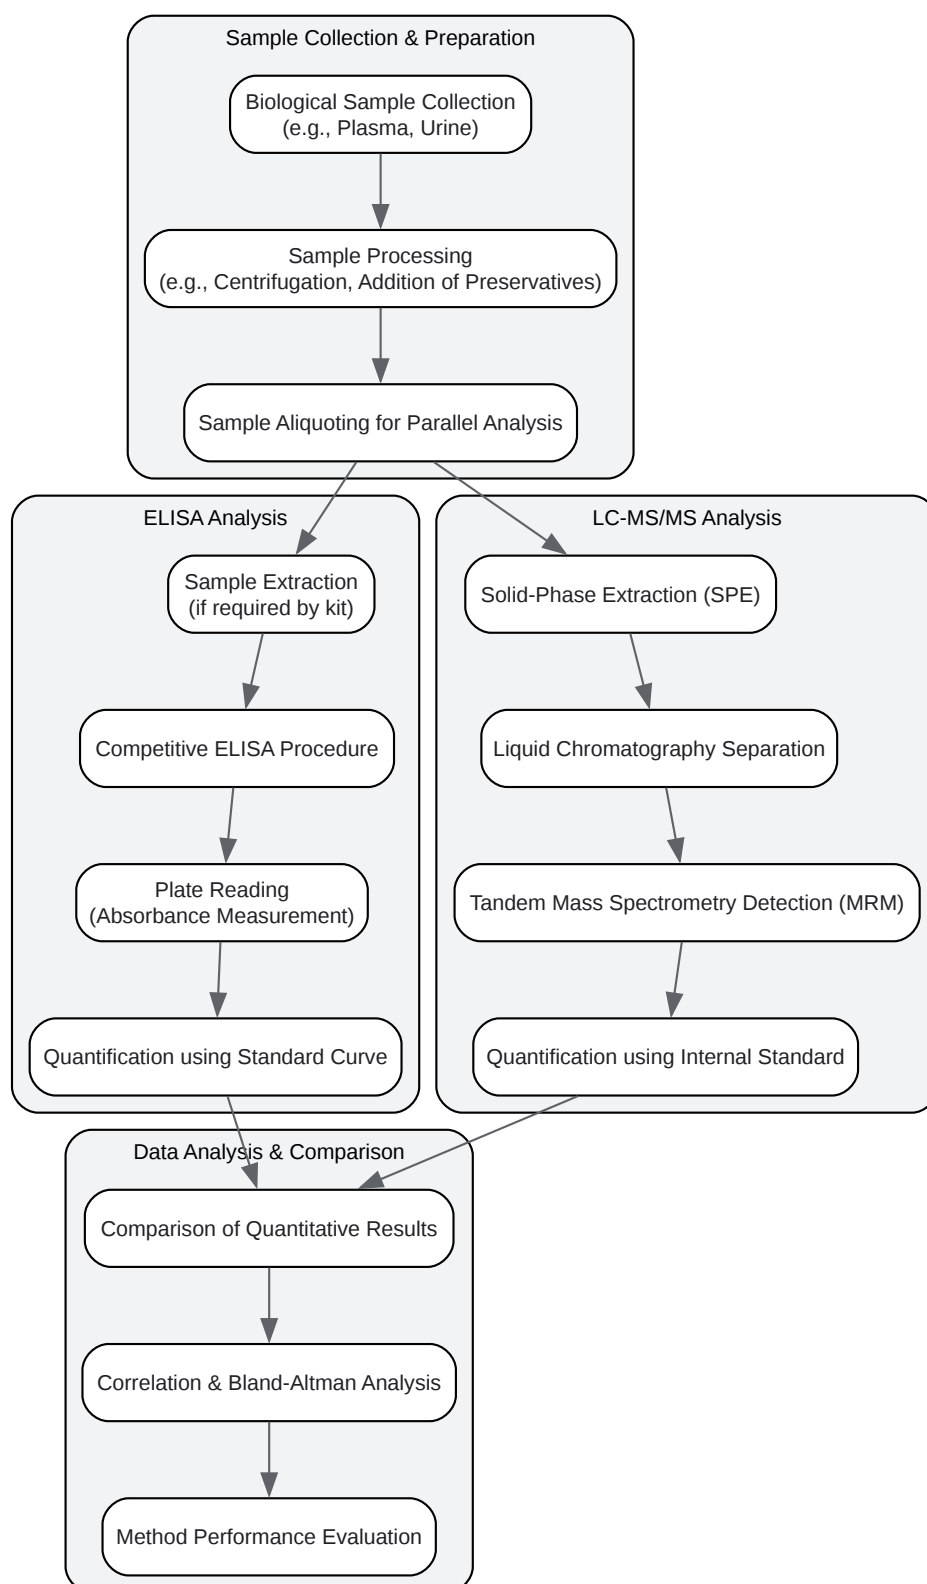 Sample Collection & Preparation
Biological Sample Collection
(e.g., Plasma, Urine)
Sample Processing
(e.g., Centrifugation, Addition of Preservatives)
Sample Aliquoting for Parallel Analysis
ELISA Analysis
Sample Extraction
(if required by kit)
Competitive ELISA Procedure
Plate Reading
(Absorbance Measurement)
Quantification using Standard Curve
LC-MS/MS Analysis
Solid-Phase Extraction (SPE)
Liquid Chromatography Separation
Tandem Mass Spectrometry Detection (MRM)
Quantification using Internal Standard
Data Analysis & Comparison
Comparison of Quantitative Results
Correlation & Bland-Altman Analysis
Method Performance Evaluation